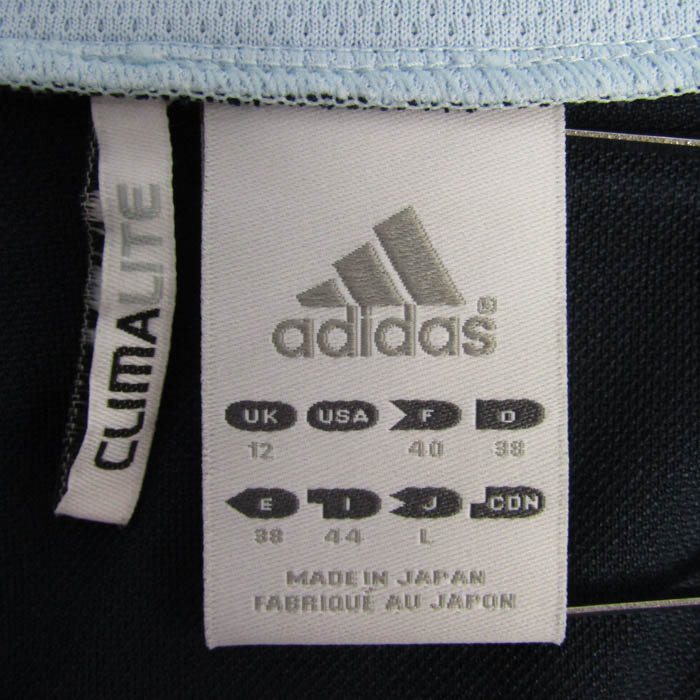 CLIMALITE
adidas®
UK USA F D
12 40 38
E I J CDN
38 44 L
MADE IN JAPAN
FABRIQUÉ AU JAPON